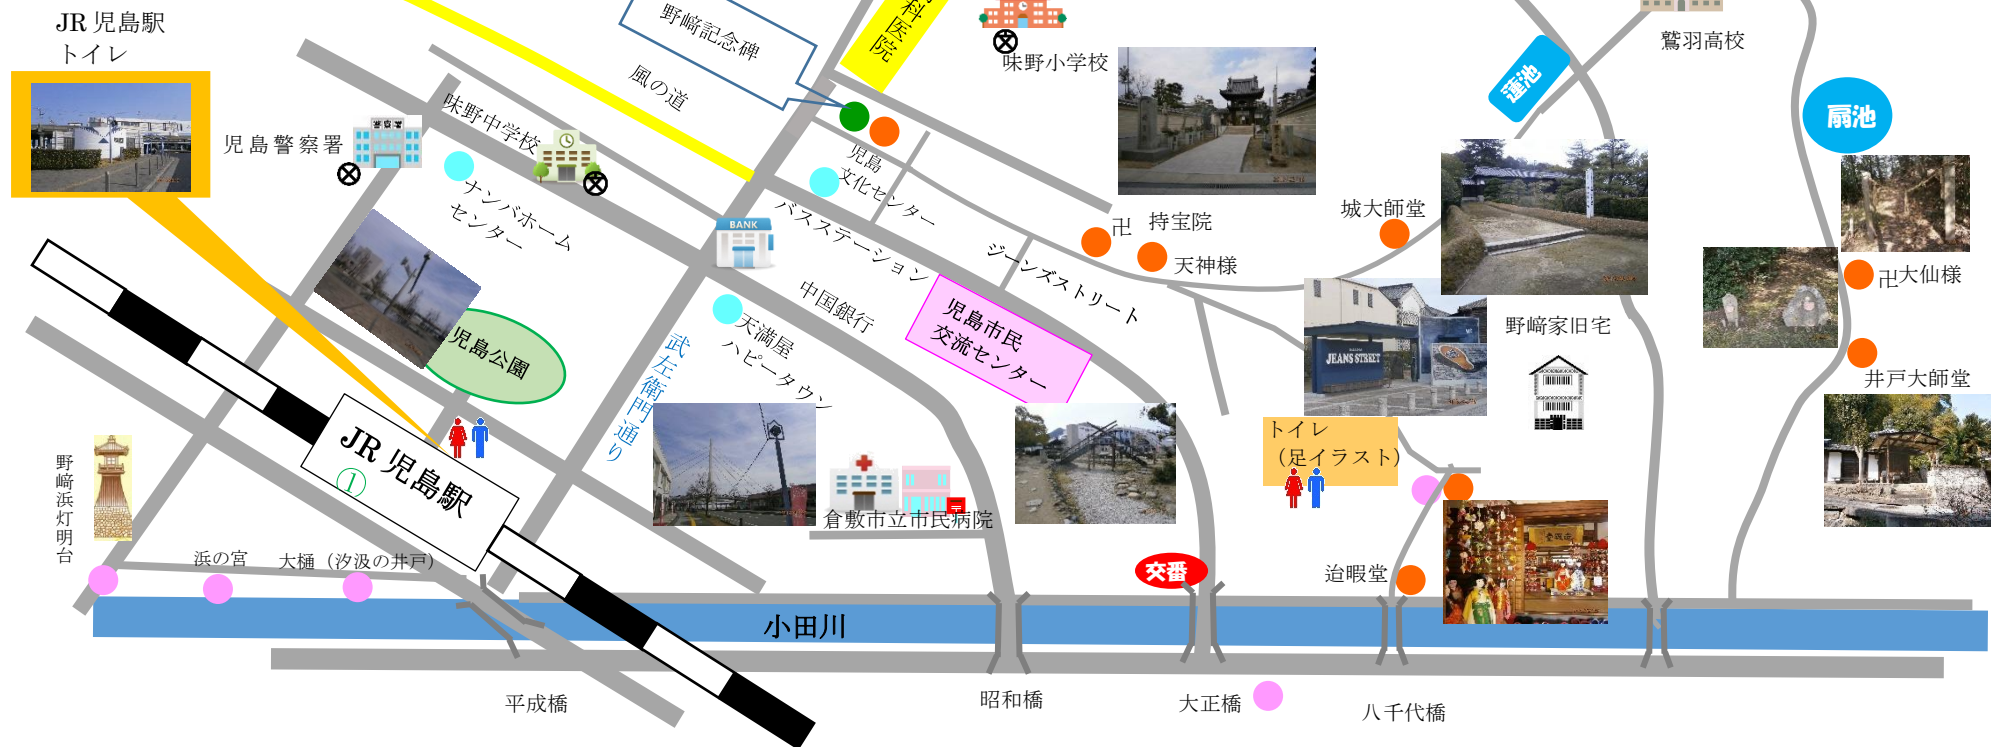 JR 児島駅
トイレ
児島警察署
味野中学校
ナンバホーム
センター
風の道
野﨑記念碑
科医院
味野小学校
児島
文化センター
バスステーション
BANK
中国銀行
天満屋
ハピータウン
武左衛門通り
児島公園
JR 児島駅
①
児島市民
交流センター
ジーンズストリート
卍
持宝院
天神様
城大師堂
蓮池
鷲羽高校
扇池
卍大仙様
井戸大師堂
野﨑家旧宅
JEANS STREET
トイレ
（足イラスト）
迨暇堂
交番
倉敷市立市民病院
野﨑浜灯明台
浜の宮
大樋（汐汲の井戸）
小田川
平成橋
昭和橋
大正橋
八千代橋